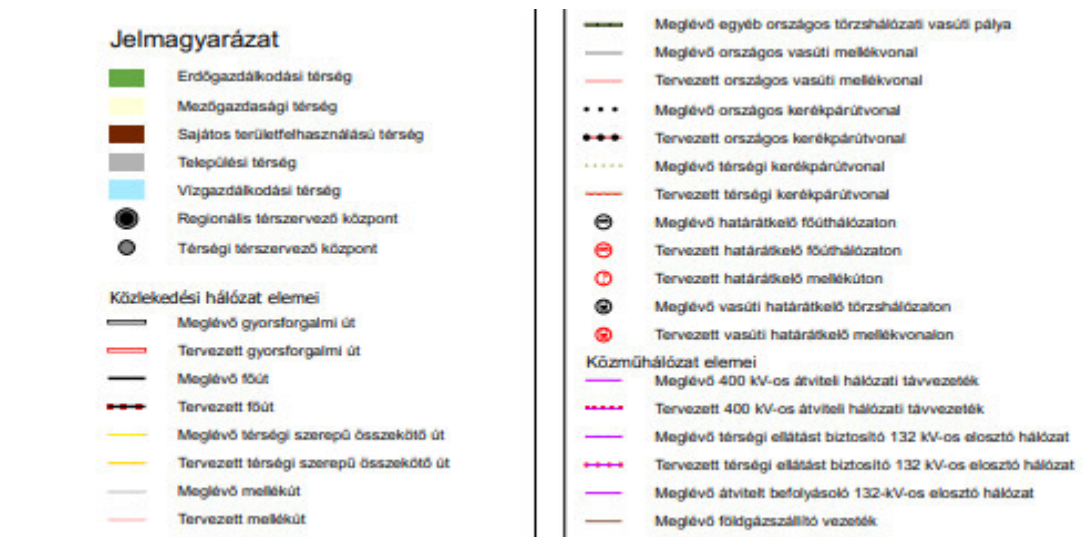 Jelmagyarázat
Erdőgazdálkodási térség
Mezőgazdasági térség
Sajátos területfelhasználású térség
Települési térség
Vízgazdálkodási térség
Regionális térszervező központ
Térségi térszervező központ
Közlekedési hálózat elemei
Meglévő gyorsforgalmi út
Tervezett gyorsforgalmi út
Meglévő főút
Tervezett főút
Meglévő térségi szerepű összekötő út
Tervezett térségi szerepű összekötő út
Meglévő mellékút
Tervezett mellékút
Meglévő egyéb országos törzshálózati vasúti pálya
Meglévő országos vasúti mellékvonal
Tervezett országos vasúti mellékvonal
Meglévő országos kerékpárútvonal
Tervezett országos kerékpárútvonal
Meglévő térségi kerékpárútvonal
Tervezett térségi kerékpárútvonal
Meglévő határátkelő főúthálózaton
Tervezett határátkelő főúthálózaton
Tervezett határátkelő mellékúton
Meglévő vasúti határátkelő törzshálózaton
Tervezett vasúti határátkelő mellékvonalon
Közműhálózat elemei
Meglévő 400 kV-os átviteli hálózati távvezeték
Tervezett 400 kV-os átviteli hálózati távvezeték
Meglévő térségi ellátást biztosító 132 kV-os elosztó hálózat
Tervezett térségi ellátást biztosító 132 kV-os elosztó hálózat
Meglévő átvitelt befolyásoló 132-kV-os elosztó hálózat
Meglévő földgázszállító vezeték